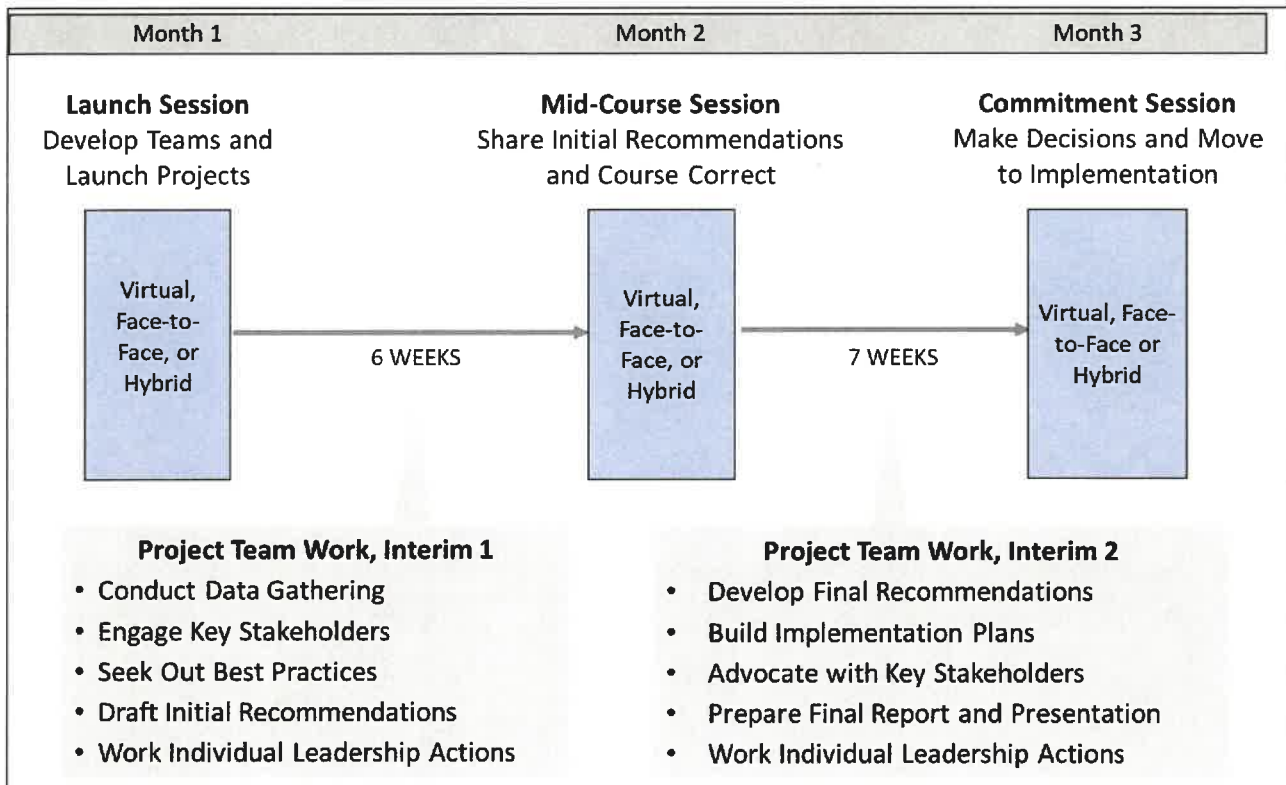 Month 1
Month 2
Month 3
Launch Session
Develop Teams and
Launch Projects
Mid-Course Session
Share Initial Recommendations
and Course Correct
Commitment Session
Make Decisions and Move
to Implementation
Virtual,
Face-to-
Face, or
Hybrid
6 WEEKS
Virtual,
Face-to-
Face, or
Hybrid
7 WEEKS
Virtual, Face-
to-Face or
Hybrid
Project Team Work, Interim 1
• Conduct Data Gathering
• Engage Key Stakeholders
• Seek Out Best Practices
• Draft Initial Recommendations
• Work Individual Leadership Actions
Project Team Work, Interim 2
• Develop Final Recommendations
• Build Implementation Plans
• Advocate with Key Stakeholders
• Prepare Final Report and Presentation
• Work Individual Leadership Actions